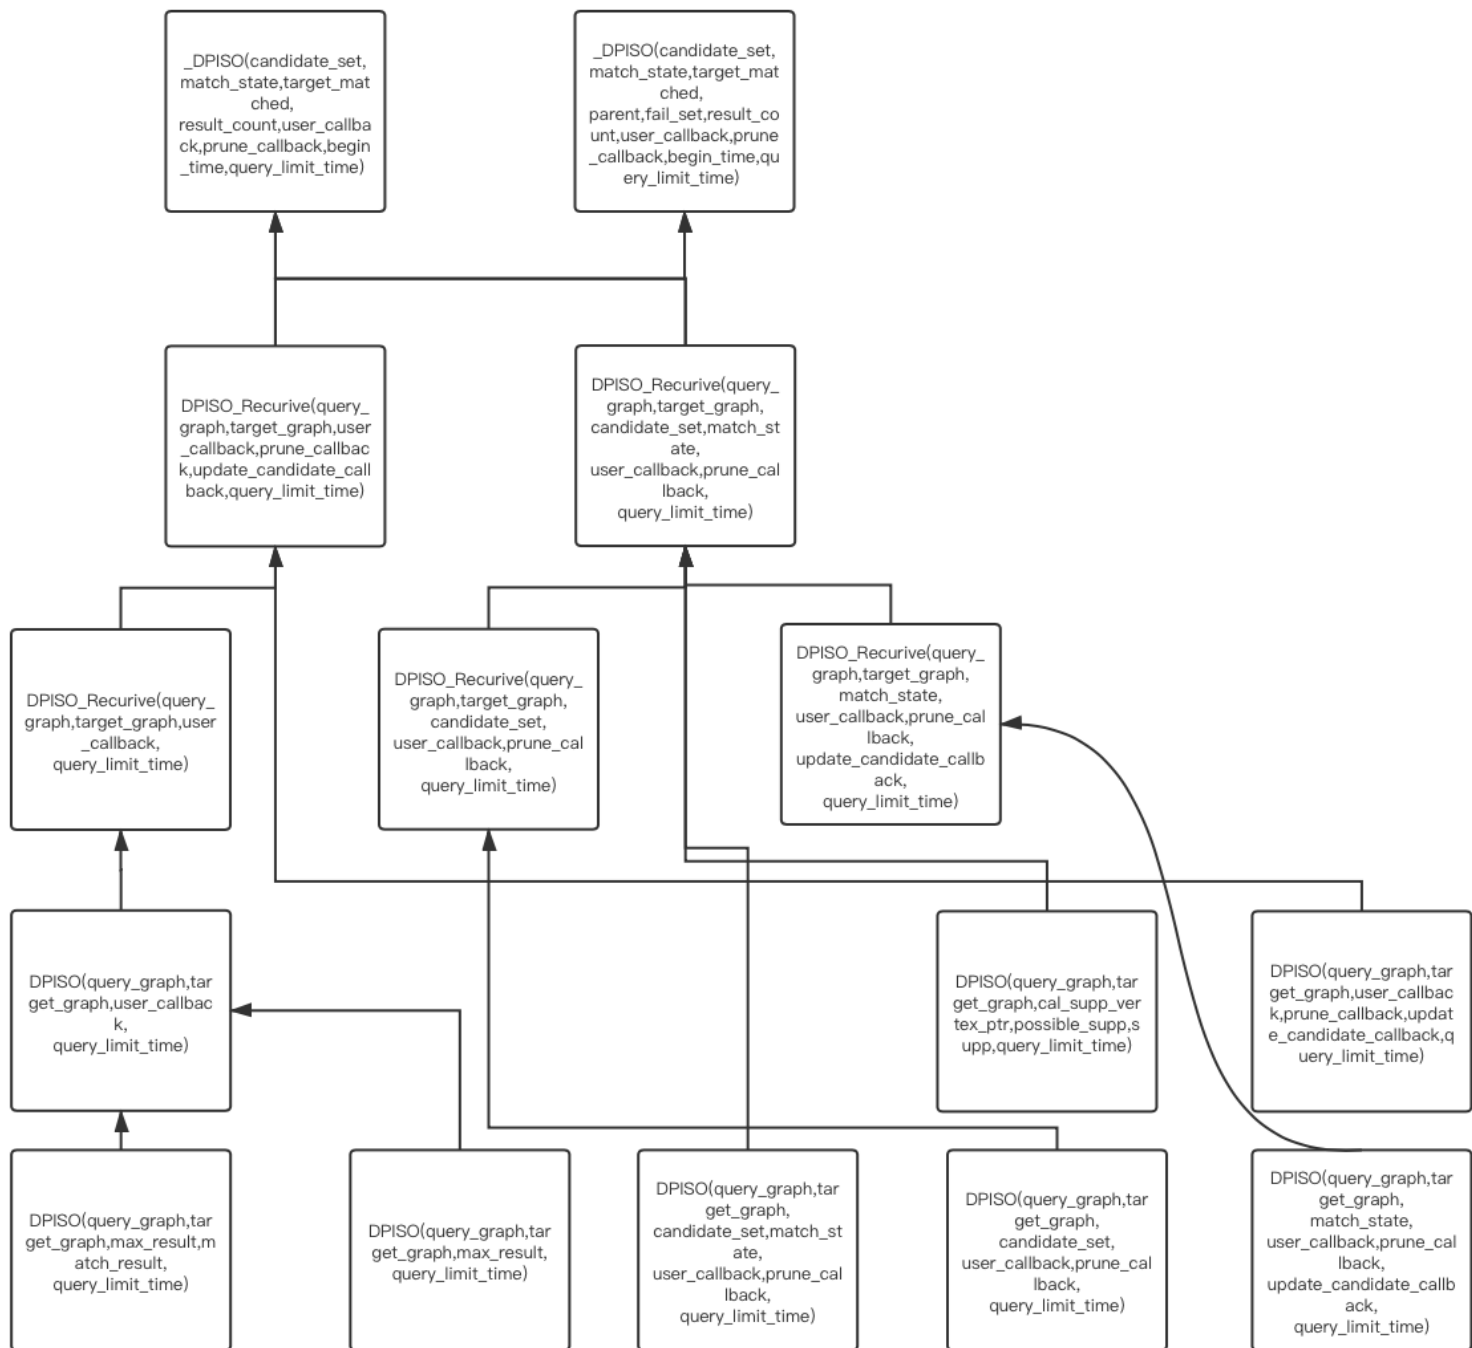 _DPISO(candidate_set,
match_state,target_mat
ched,
result_count,user_callba
ck,prune_callback,begin
_time,query_limit_time)
_DPISO(candidate_set,
match_state,target_mat
ched,
parent,fail_set,result_co
unt,user_callback,prune
_callback,begin_time,qu
ery_limit_time)
DPISO_Recurive(query_
graph,target_graph,user
_callback,prune_callbac
k,update_candidate_call
back,query_limit_time)
DPISO_Recurive(query_
graph,target_graph,
candidate_set,match_st
ate,
user_callback,prune_cal
lback,
query_limit_time)
DPISO_Recurive(query_
graph,target_graph,user
_callback,
query_limit_time)
DPISO_Recurive(query_
graph,target_graph,
candidate_set,
user_callback,prune_cal
lback,
query_limit_time)
DPISO_Recurive(query_
graph,target_graph,
match_state,
user_callback,prune_cal
lback,
update_candidate_callb
ack,
query_limit_time)
DPISO(query_graph,tar
get_graph,user_callbac
k,
query_limit_time)
DPISO(query_graph,tar
get_graph,cal_supp_ver
tex_ptr,possible_supp,s
upp,query_limit_time)
DPISO(query_graph,tar
get_graph,user_callbac
k,prune_callback,updat
e_candidate_callback,q
uery_limit_time)
DPISO(query_graph,tar
get_graph,max_result,m
atch_result,
query_limit_time)
DPISO(query_graph,tar
get_graph,max_result,
query_limit_time)
DPISO(query_graph,tar
get_graph,
candidate_set,match_st
ate,
user_callback,prune_cal
lback,
query_limit_time)
DPISO(query_graph,tar
get_graph,
candidate_set,
user_callback,prune_cal
lback,
query_limit_time)
DPISO(query_graph,tar
get_graph,
match_state,
user_callback,prune_cal
lback,
update_candidate_callb
ack,
query_limit_time)